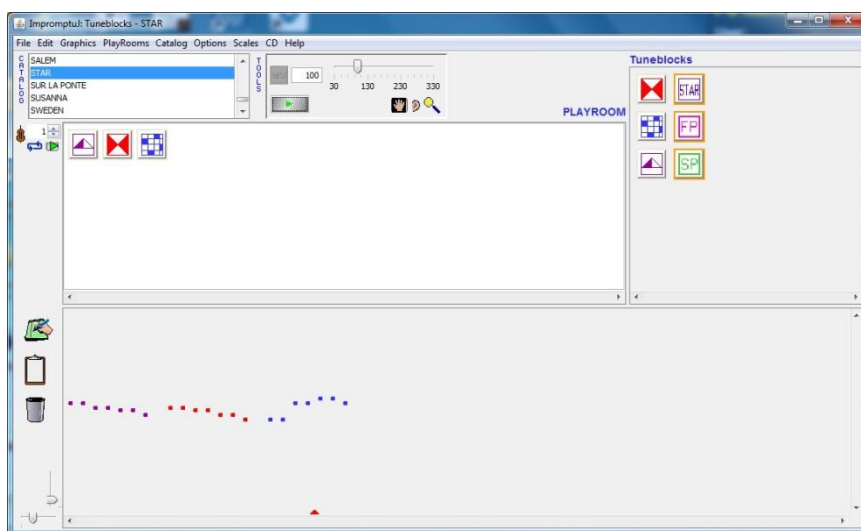 ImpromptuJ: Tuneblocks - STAR
File Edit Graphics PlayRooms Catalog Options Scales CD Help
CATALOG
SALEM
STAR
SUR LA PONTE
SUSANNA
SWEDEN
TOOLS
100
30 130 230 330
PLAYROOM
Tuneblocks
STAR
FP
SP
1